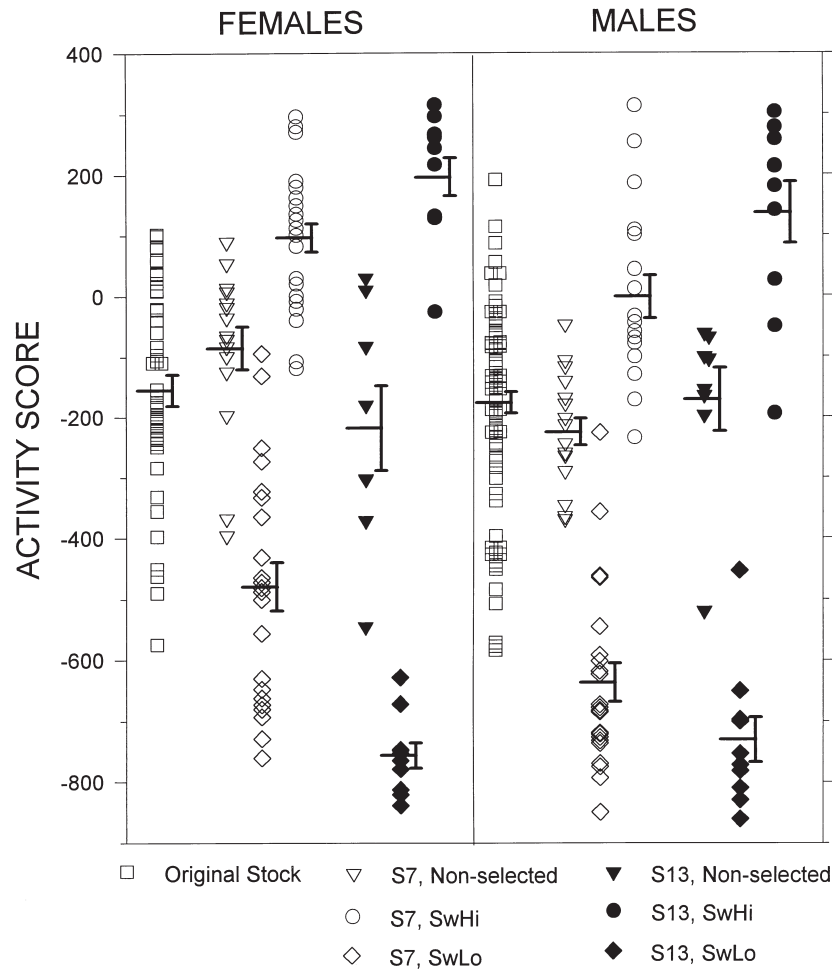 FEMALES MALES
400
200
0
-200
-400
-600
-800
ACTIVITY SCORE
Original Stock S7, Non-selected S13, Non-selected
S7, SwHi S13, SwHi
S7, SwLo S13, SwLo